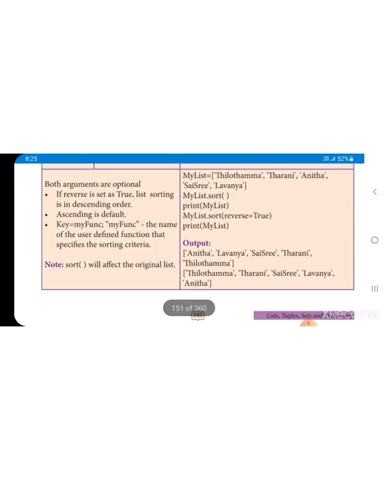 8:25
52%
Both arguments are optional
• If reverse is set as True, list sorting
is in descending order.
• Ascending is default.
• Key=myFunc; “myFunc” - the name
of the user defined function that
specifies the sorting criteria.
Note: sort( ) will affect the original list.
MyList=['Thilothamma', 'Tharani', 'Anitha',
'SaiSree', 'Lavanya']
MyList.sort( )
print(MyList)
MyList.sort(reverse=True)
print(MyList)
Output:
['Anitha', 'Lavanya', 'SaiSree', 'Tharani',
'Thilothamma']
['Thilothamma', 'Tharani', 'SaiSree', 'Lavanya',
'Anitha']
151 of 360
Lists, Tuples, Sets and